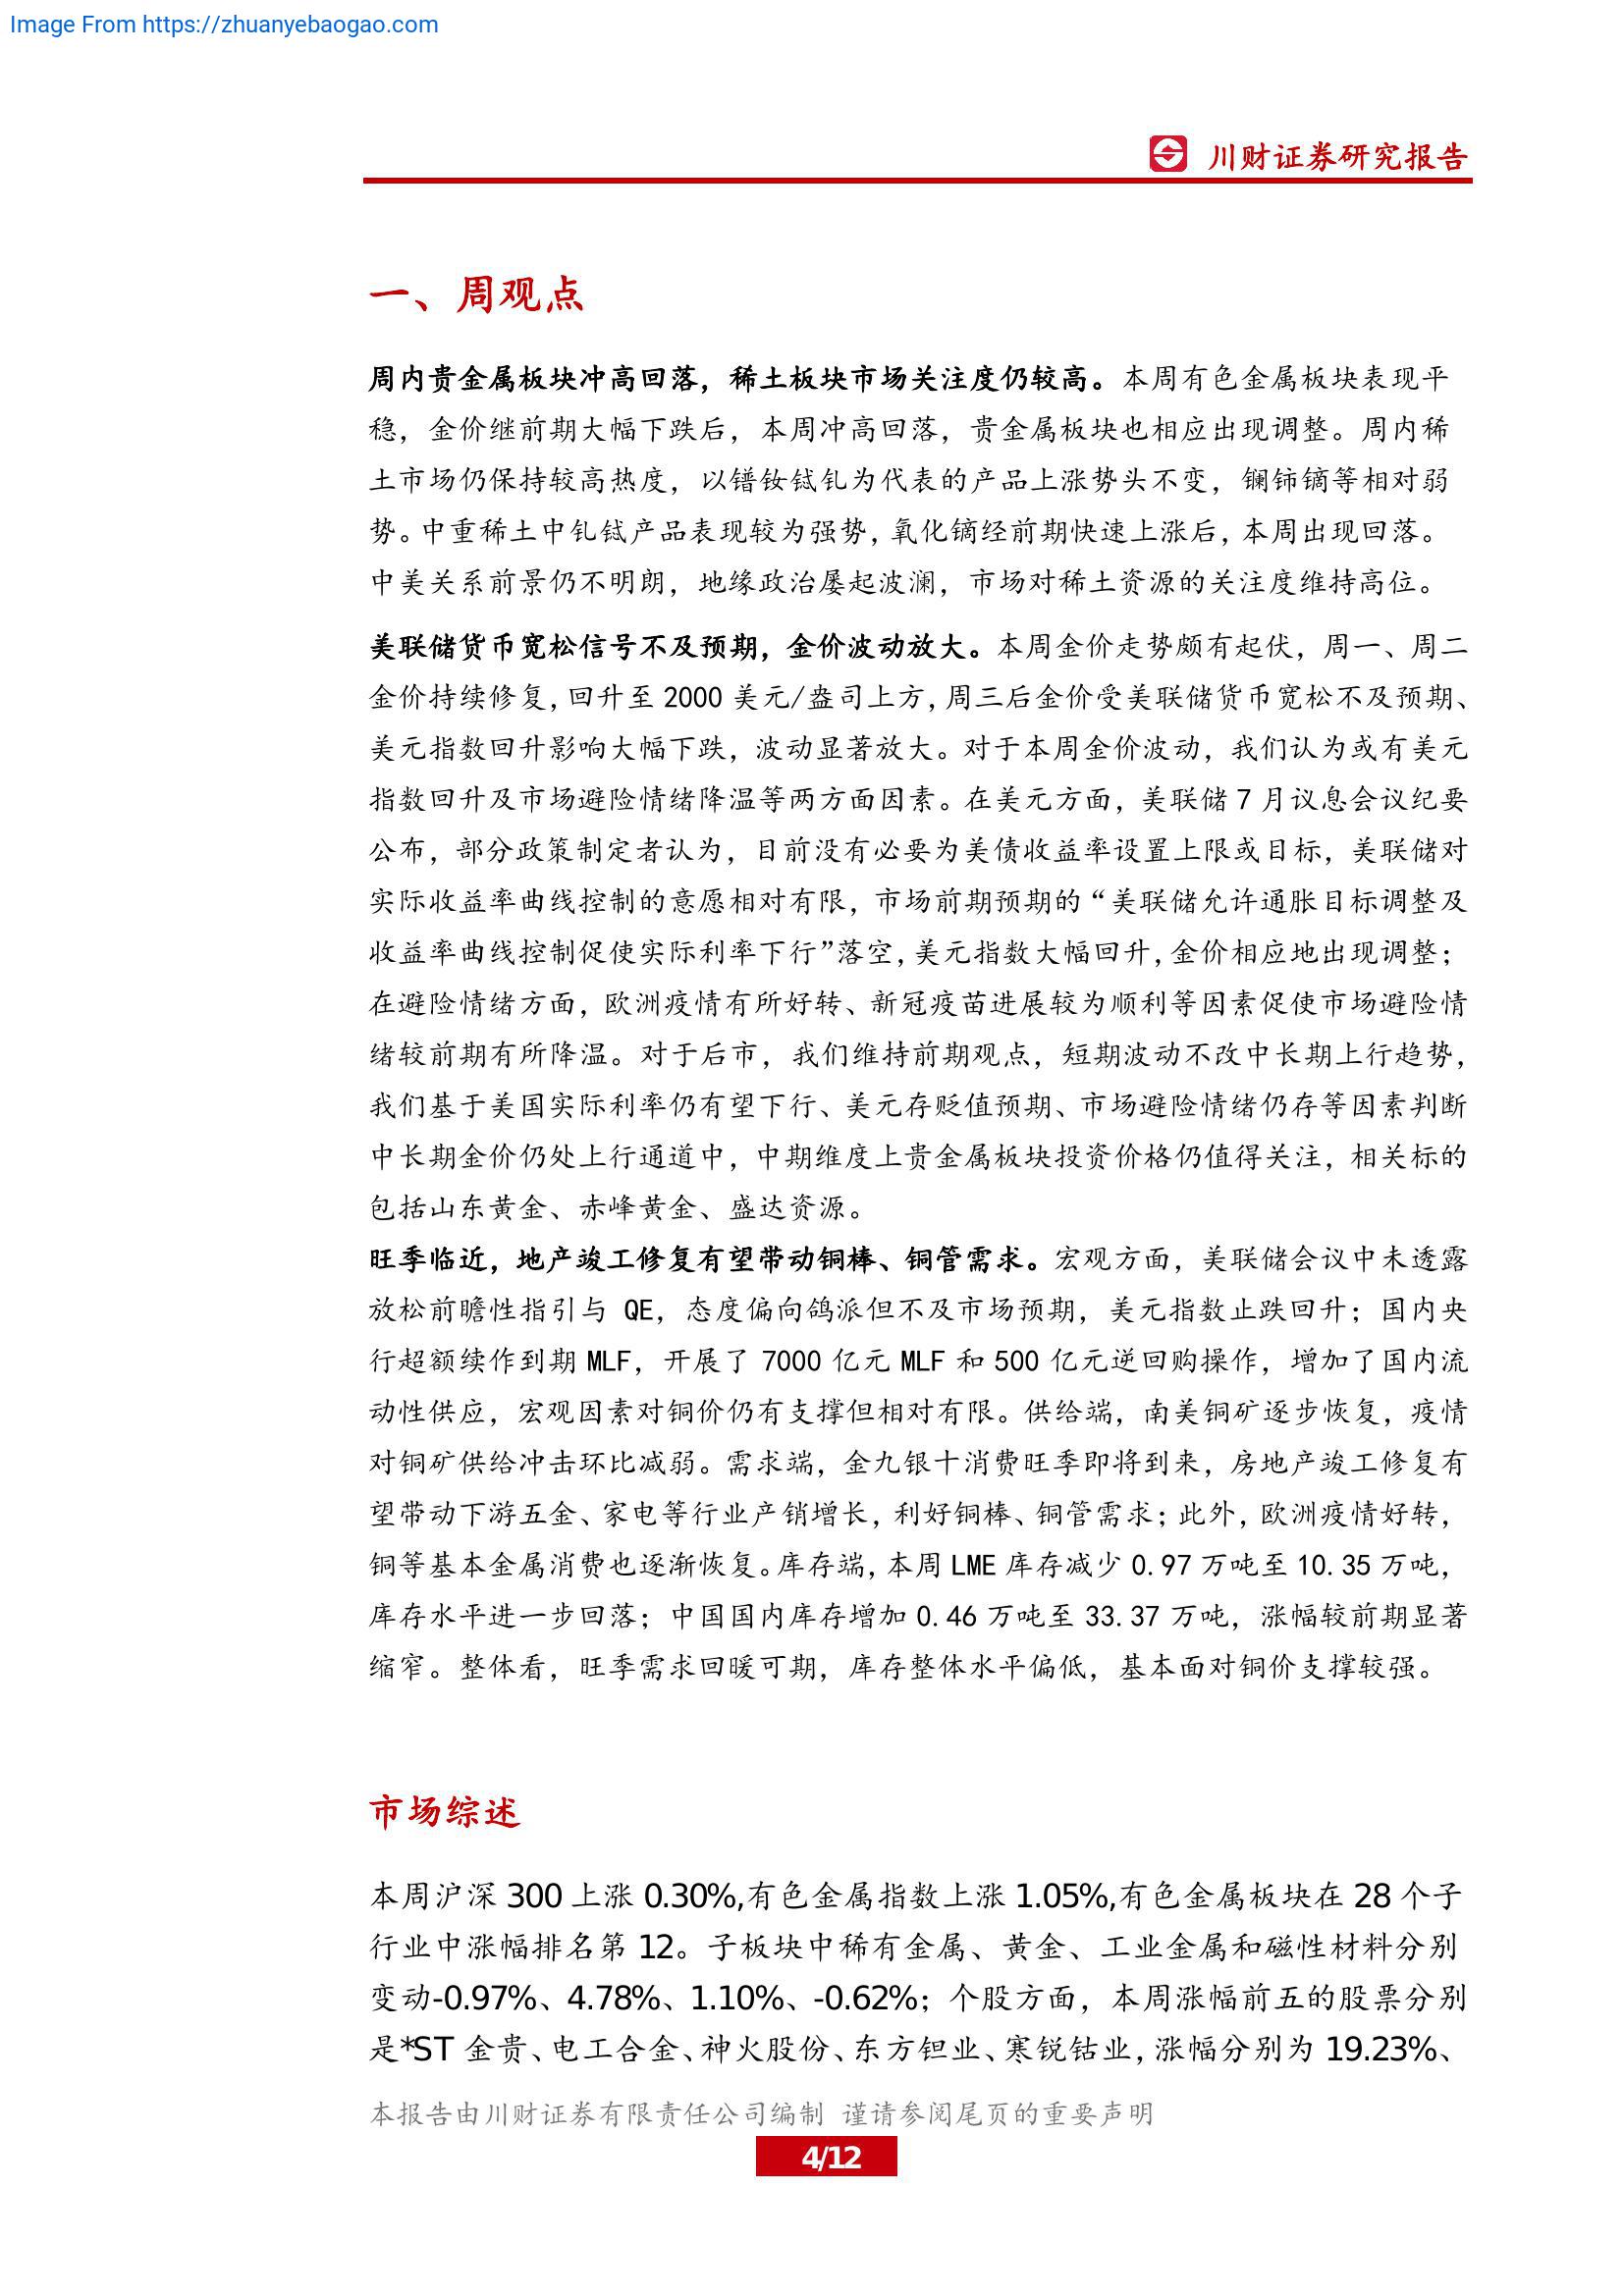 Image From https://zhuanyebaogao.com
川财证券研究报告
一、周观点
周内贵金属板块冲高回落，稀土板块市场关注度仍较高。本周有色金属板块表现平
稳，金价继前期大幅下跌后，本周冲高回落，贵金属板块也相应出现调整。周内稀
土市场仍保持较高热度，以镨钕铽钆为代表的产品上涨势头不变，镧铈镝等相对弱
势。中重稀土中钆铽产品表现较为强势，氧化镝经前期快速上涨后，本周出现回落。
中美关系前景仍不明朗，地缘政治屡起波澜，市场对稀土资源的关注度维持高位。
美联储货币宽松信号不及预期，金价波动放大。本周金价走势颇有起伏，周一、周二
金价持续修复，回升至 2000 美元/盎司上方，周三后金价受美联储货币宽松不及预期、
美元指数回升影响大幅下跌，波动显著放大。对于本周金价波动，我们认为或有美元
指数回升及市场避险情绪降温等两方面因素。在美元方面，美联储 7 月议息会议纪要
公布，部分政策制定者认为，目前没有必要为美债收益率设置上限或目标，美联储对
实际收益率曲线控制的意愿相对有限，市场前期预期的“美联储允许通胀目标调整及
收益率曲线控制促使实际利率下行”落空，美元指数大幅回升，金价相应地出现调整；
在避险情绪方面，欧洲疫情有所好转、新冠疫苗进展较为顺利等因素促使市场避险情
绪较前期有所降温。对于后市，我们维持前期观点，短期波动不改中长期上行趋势，
我们基于美国实际利率仍有望下行、美元存贬值预期、市场避险情绪仍存等因素判断
中长期金价仍处上行通道中，中期维度上贵金属板块投资价格仍值得关注，相关标的
包括山东黄金、赤峰黄金、盛达资源。
旺季临近，地产竣工修复有望带动铜棒、铜管需求。宏观方面，美联储会议中未透露
放松前瞻性指引与 QE，态度偏向鸽派但不及市场预期，美元指数止跌回升；国内央
行超额续作到期 MLF，开展了 7000 亿元 MLF 和 500 亿元逆回购操作，增加了国内流
动性供应，宏观因素对铜价仍有支撑但相对有限。供给端，南美铜矿逐步恢复，疫情
对铜矿供给冲击环比减弱。需求端，金九银十消费旺季即将到来，房地产竣工修复有
望带动下游五金、家电等行业产销增长，利好铜棒、铜管需求；此外，欧洲疫情好转，
铜等基本金属消费也逐渐恢复。库存端，本周 LME 库存减少 0.97 万吨至 10.35 万吨，
库存水平进一步回落；中国国内库存增加 0.46 万吨至 33.37 万吨，涨幅较前期显著
缩窄。整体看，旺季需求回暖可期，库存整体水平偏低，基本面对铜价支撑较强。
市场综述
本周沪深 300 上涨 0.30%,有色金属指数上涨 1.05%,有色金属板块在 28 个子
行业中涨幅排名第 12。子板块中稀有金属、黄金、工业金属和磁性材料分别
变动-0.97%、4.78%、1.10%、-0.62%；个股方面，本周涨幅前五的股票分别
是*ST 金贵、电工合金、神火股份、东方钽业、寒锐钴业，涨幅分别为 19.23%、
本报告由川财证券有限责任公司编制 谨请参阅尾页的重要声明
4/12